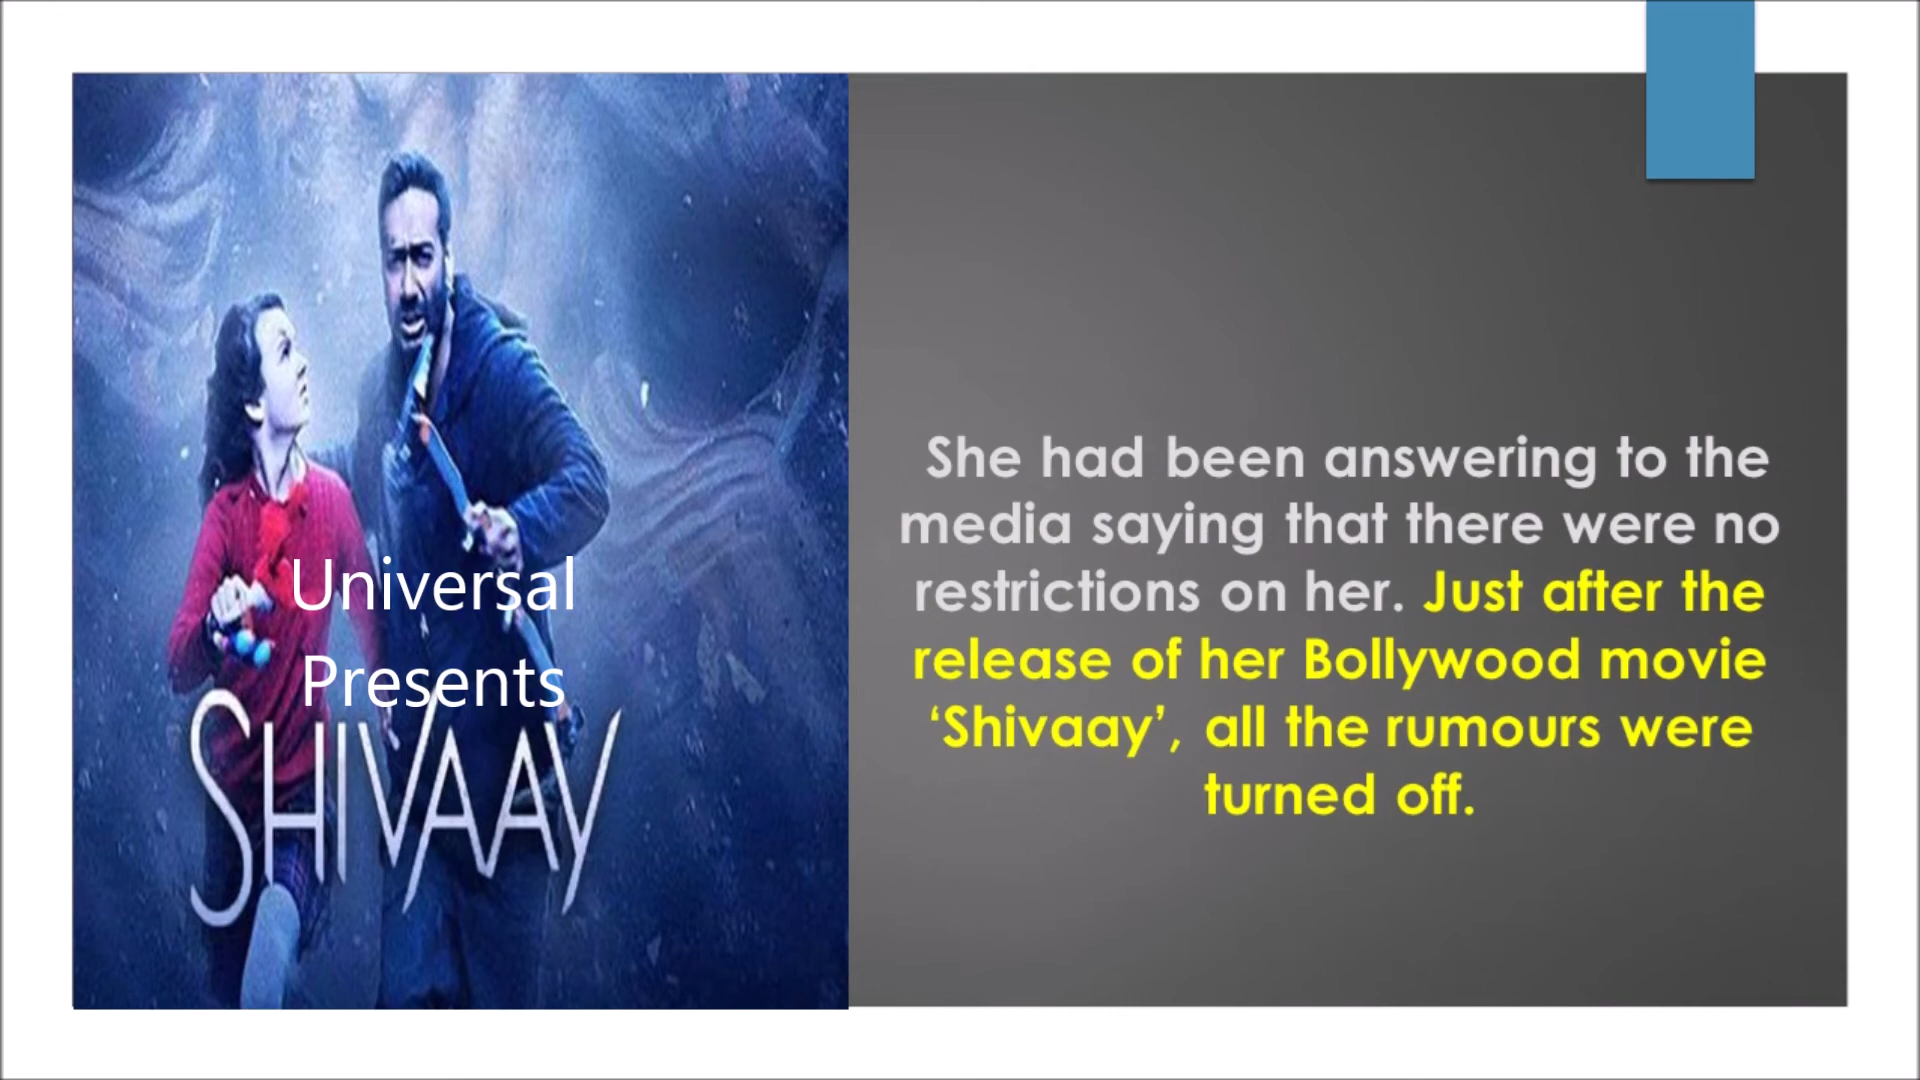 Universal
Presents
SHIVAAY
She had been answering to the
media saying that there were no
restrictions on her. Just after the
release of her Bollywood movie
‘Shivaay’, all the rumours were
turned off.